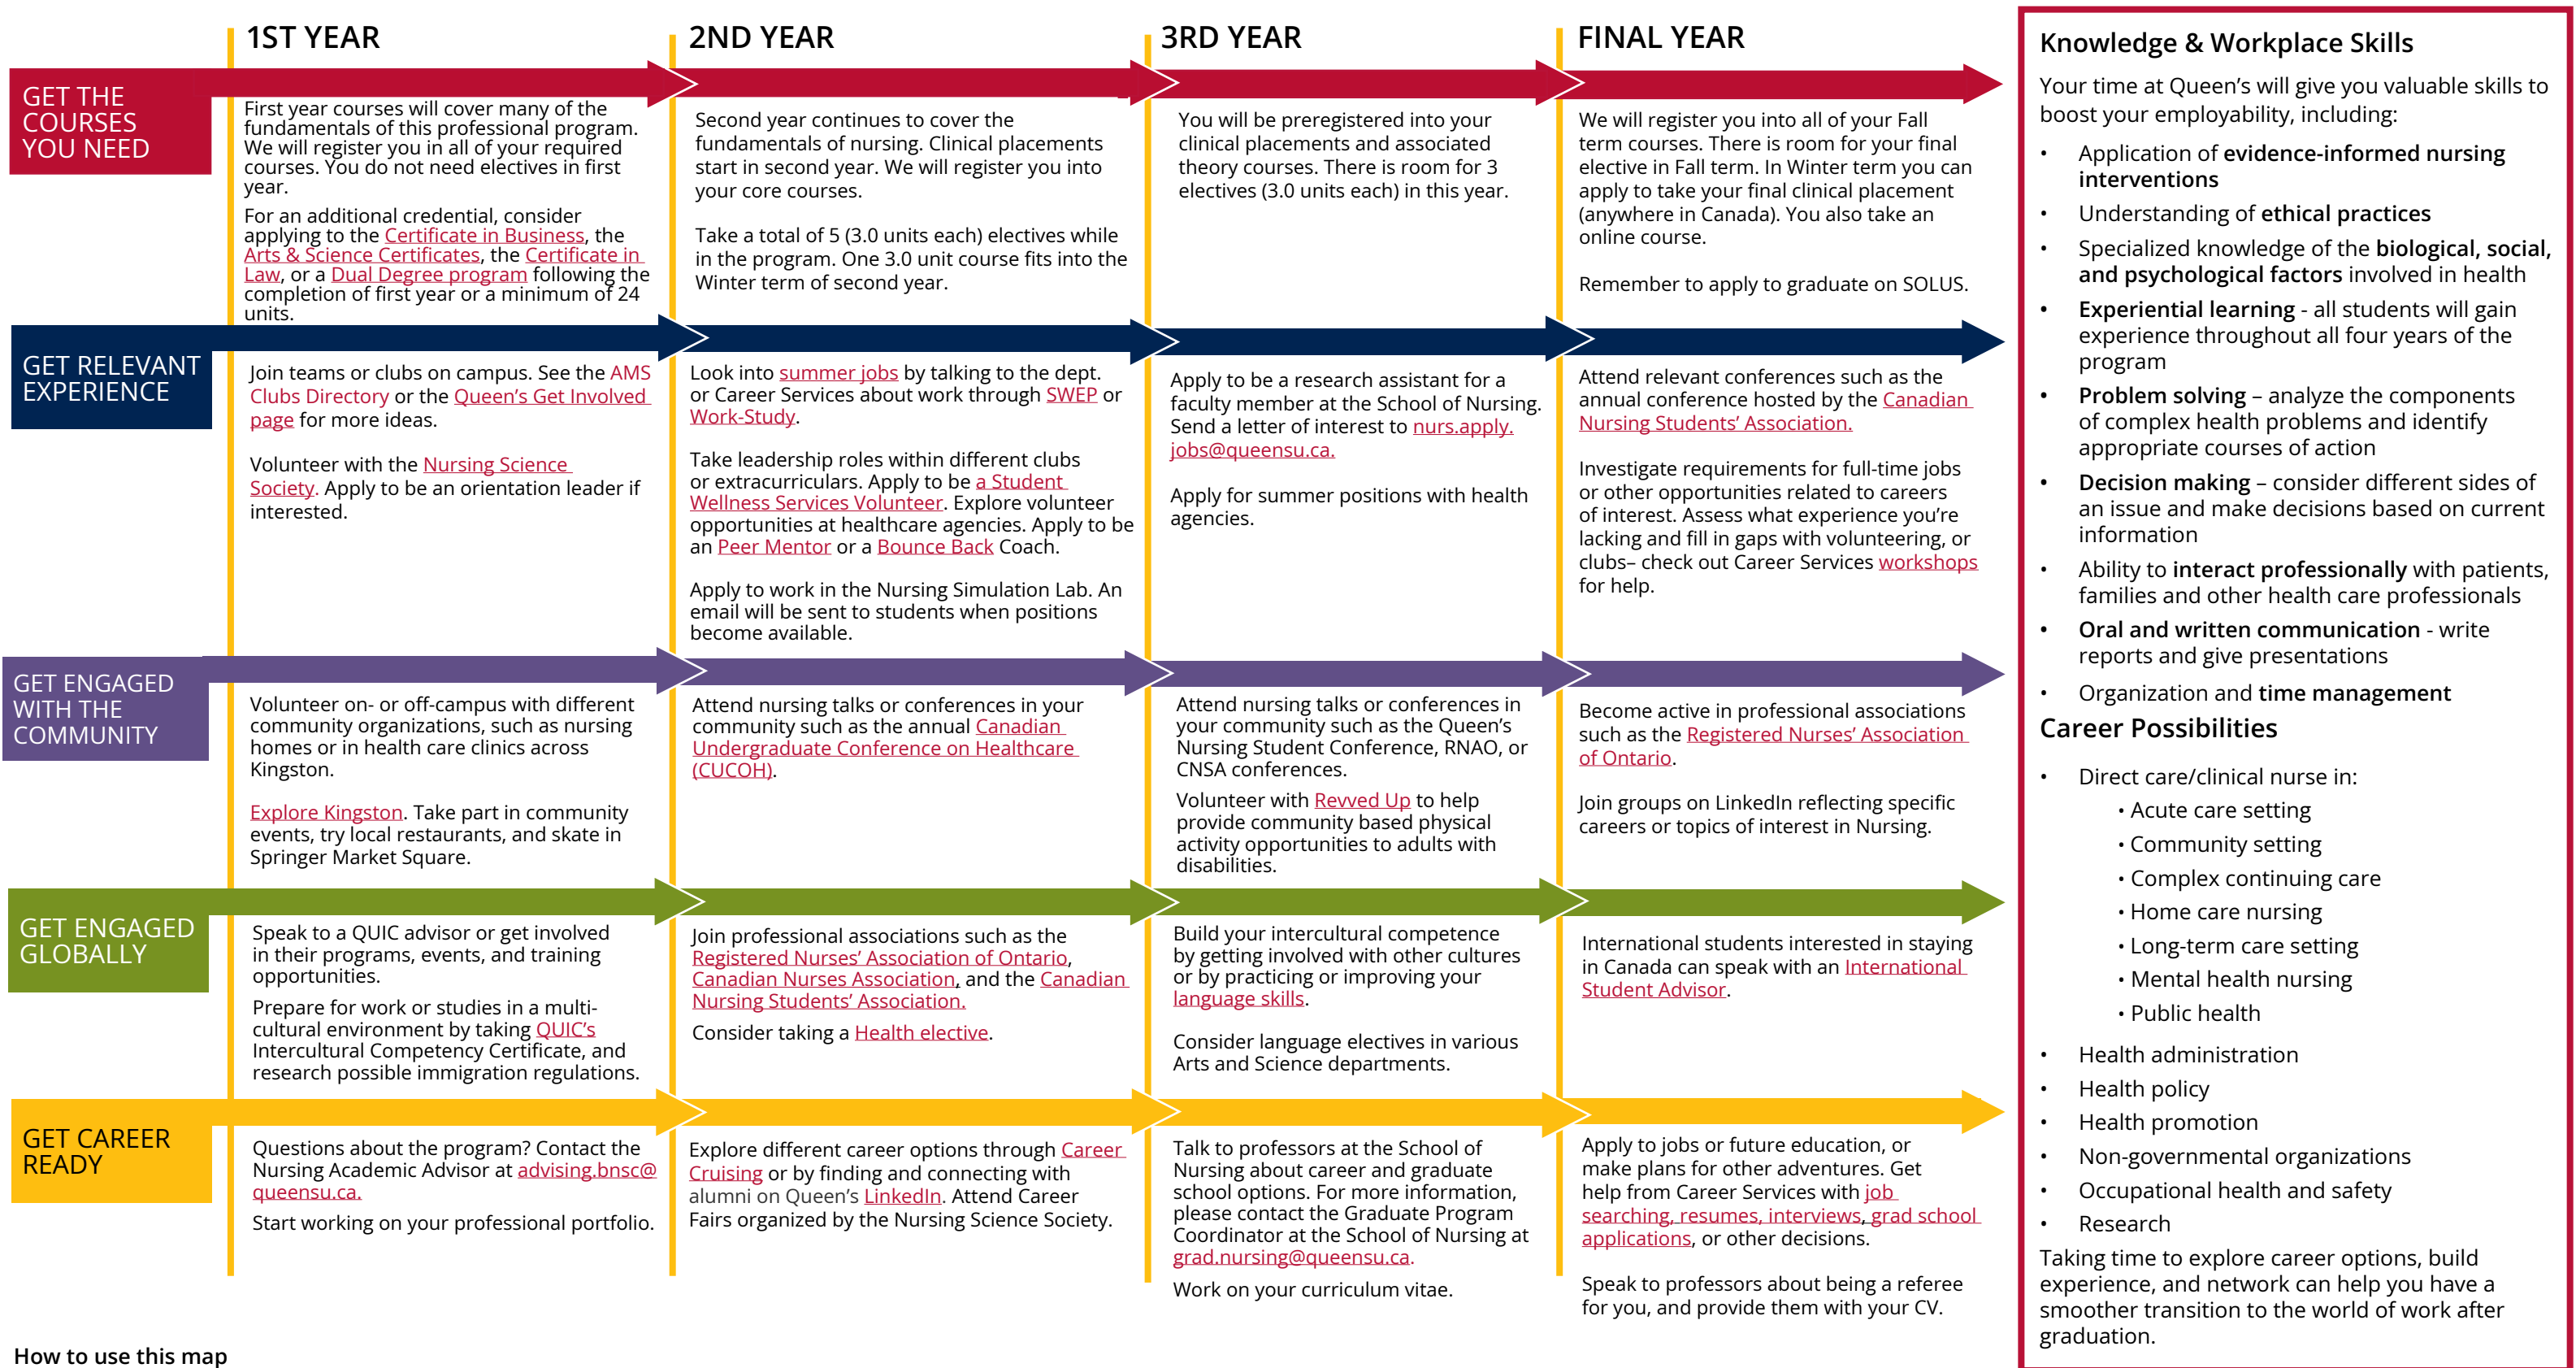 1ST YEAR
2ND YEAR
3RD YEAR
FINAL YEAR
GET THE
COURSES
YOU NEED
First year courses will cover many of the
fundamentals of this professional program.
We will register you in all of your required
courses. You do not need electives in first
year.
For an additional credential, consider
applying to the Certificate in Business, the
Arts & Science Certificates, the Certificate in
Law, or a Dual Degree program following the
completion of first year or a minimum of 24
units.
Second year continues to cover the
fundamentals of nursing. Clinical placements
start in second year. We will register you into
your core courses.
Take a total of 5 (3.0 units each) electives while
in the program. One 3.0 unit course fits into the
Winter term of second year.
You will be preregistered into your
clinical placements and associated
theory courses. There is room for 3
electives (3.0 units each) in this year.
We will register you into all of your Fall
term courses. There is room for your final
elective in Fall term. In Winter term you can
apply to take your final clinical placement
(anywhere in Canada). You also take an
online course.
Remember to apply to graduate on SOLUS.
GET RELEVANT
EXPERIENCE
Join teams or clubs on campus. See the AMS
Clubs Directory or the Queen's Get Involved
page for more ideas.
Volunteer with the Nursing Science
Society. Apply to be an orientation leader if
interested.
Look into summer jobs by talking to the dept.
or Career Services about work through SWEP or
Work-Study.
Take leadership roles within different clubs
or extracurriculars. Apply to be a Student
Wellness Services Volunteer. Explore volunteer
opportunities at healthcare agencies. Apply to be
an Peer Mentor or a Bounce Back Coach.
Apply to work in the Nursing Simulation Lab. An
email will be sent to students when positions
become available.
Apply to be a research assistant for a
faculty member at the School of Nursing.
Send a letter of interest to nurs.apply.
jobs@queensu.ca.
Apply for summer positions with health
agencies.
Attend relevant conferences such as the
annual conference hosted by the Canadian
Nursing Students' Association.
Investigate requirements for full-time jobs
or other opportunities related to careers
of interest. Assess what experience you're
lacking and fill in gaps with volunteering, or
clubs– check out Career Services workshops
for help.
GET ENGAGED
WITH THE
COMMUNITY
Volunteer on- or off-campus with different
community organizations, such as nursing
homes or in health care clinics across
Kingston.
Explore Kingston. Take part in community
events, try local restaurants, and skate in
Springer Market Square.
Attend nursing talks or conferences in your
community such as the annual Canadian
Undergraduate Conference on Healthcare
(CUCOH).
Attend nursing talks or conferences in
your community such as the Queen's
Nursing Student Conference, RNAO, or
CNSA conferences.
Volunteer with Revved Up to help
provide community based physical
activity opportunities to adults with
disabilities.
Become active in professional associations
such as the Registered Nurses' Association
of Ontario.
Join groups on LinkedIn reflecting specific
careers or topics of interest in Nursing.
GET ENGAGED
GLOBALLY
Speak to a QUIC advisor or get involved
in their programs, events, and training
opportunities.
Prepare for work or studies in a multi-
cultural environment by taking QUIC's
Intercultural Competency Certificate, and
research possible immigration regulations.
Join professional associations such as the
Registered Nurses' Association of Ontario,
Canadian Nurses Association, and the Canadian
Nursing Students' Association.
Consider taking a Health elective.
Build your intercultural competence
by getting involved with other cultures
or by practicing or improving your
language skills.
Consider language electives in various
Arts and Science departments.
International students interested in staying
in Canada can speak with an International
Student Advisor.
GET CAREER
READY
Questions about the program? Contact the
Nursing Academic Advisor at advising.bnsc@
queensu.ca.
Start working on your professional portfolio.
Explore different career options through Career
Cruising or by finding and connecting with
alumni on Queen's LinkedIn. Attend Career
Fairs organized by the Nursing Science Society.
Talk to professors at the School of
Nursing about career and graduate
school options. For more information,
please contact the Graduate Program
Coordinator at the School of Nursing at
grad.nursing@queensu.ca.
Work on your curriculum vitae.
Apply to jobs or future education, or
make plans for other adventures. Get
help from Career Services with job
searching, resumes, interviews, grad school
applications, or other decisions.
Speak to professors about being a referee
for you, and provide them with your CV.
Knowledge & Workplace Skills
Your time at Queen's will give you valuable skills to
boost your employability, including:
• Application of evidence-informed nursing
interventions
• Understanding of ethical practices
• Specialized knowledge of the biological, social,
and psychological factors involved in health
• Experiential learning - all students will gain
experience throughout all four years of the
program
• Problem solving – analyze the components
of complex health problems and identify
appropriate courses of action
• Decision making – consider different sides of
an issue and make decisions based on current
information
• Ability to interact professionally with patients,
families and other health care professionals
• Oral and written communication - write
reports and give presentations
• Organization and time management
Career Possibilities
• Direct care/clinical nurse in:
• Acute care setting
• Community setting
• Complex continuing care
• Home care nursing
• Long-term care setting
• Mental health nursing
• Public health
• Health administration
• Health policy
• Health promotion
• Non-governmental organizations
• Occupational health and safety
• Research
Taking time to explore career options, build
experience, and network can help you have a
smoother transition to the world of work after
graduation.
How to use this map